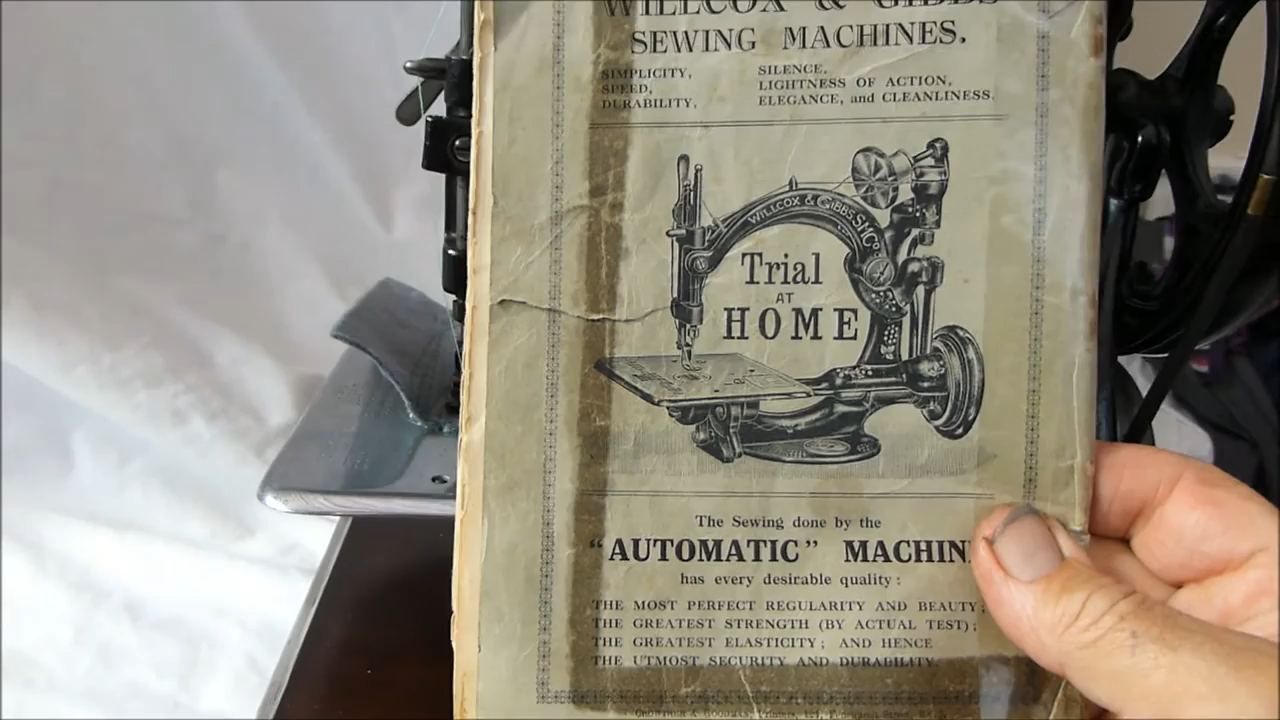 WILLCOX & GIBBS
SEWING MACHINES.
SIMPLICITY, SILENCE,
SPEED, LIGHTNESS OF ACTION,
DURABILITY, ELEGANCE, and CLEANLINESS.
WILLCOX & GIBBS S.M.Co
Trial
AT
HOME
The Sewing done by the
"AUTOMATIC" MACHIN
has every desirable quality:
THE MOST PERFECT REGULARITY AND BEAUTY;
THE GREATEST STRENGTH (BY ACTUAL TEST);
THE GREATEST ELASTICITY; AND HENCE
THE UTMOST SECURITY AND DURABILITY.
Printers,